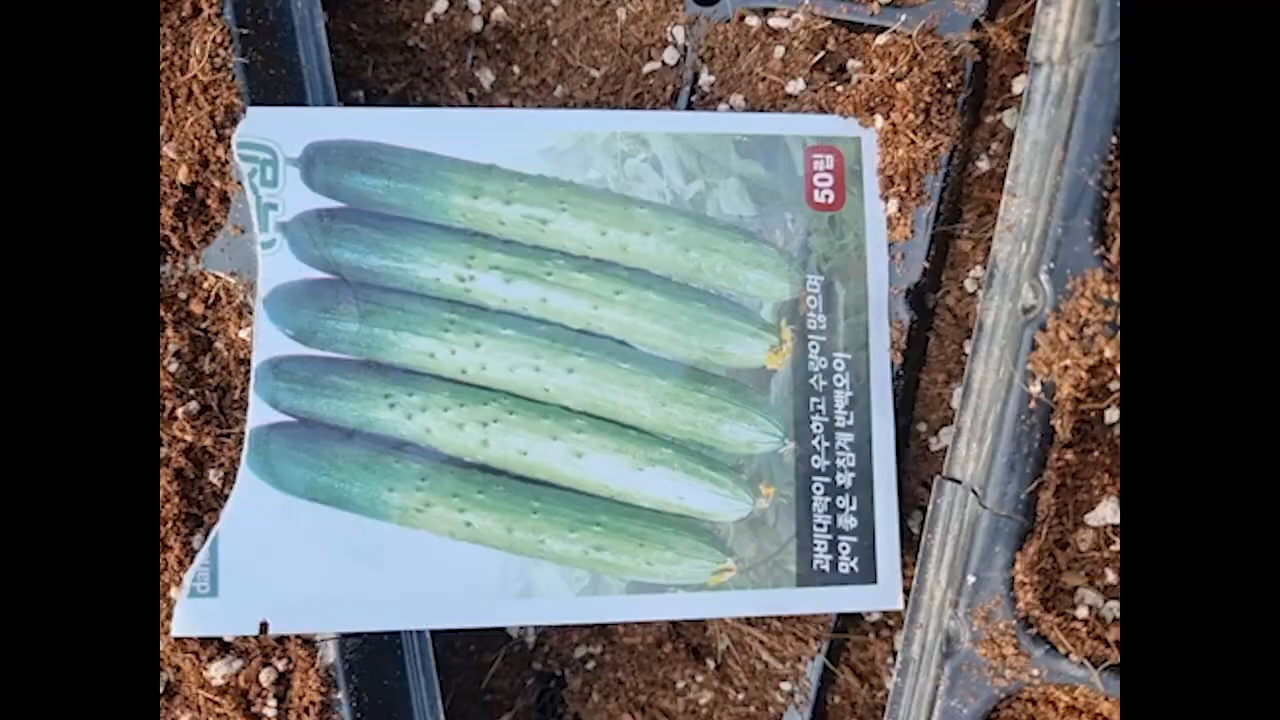 50립
과비대력이 우수하고 수량이 많으며
맛이 좋은 육침계 반백오이